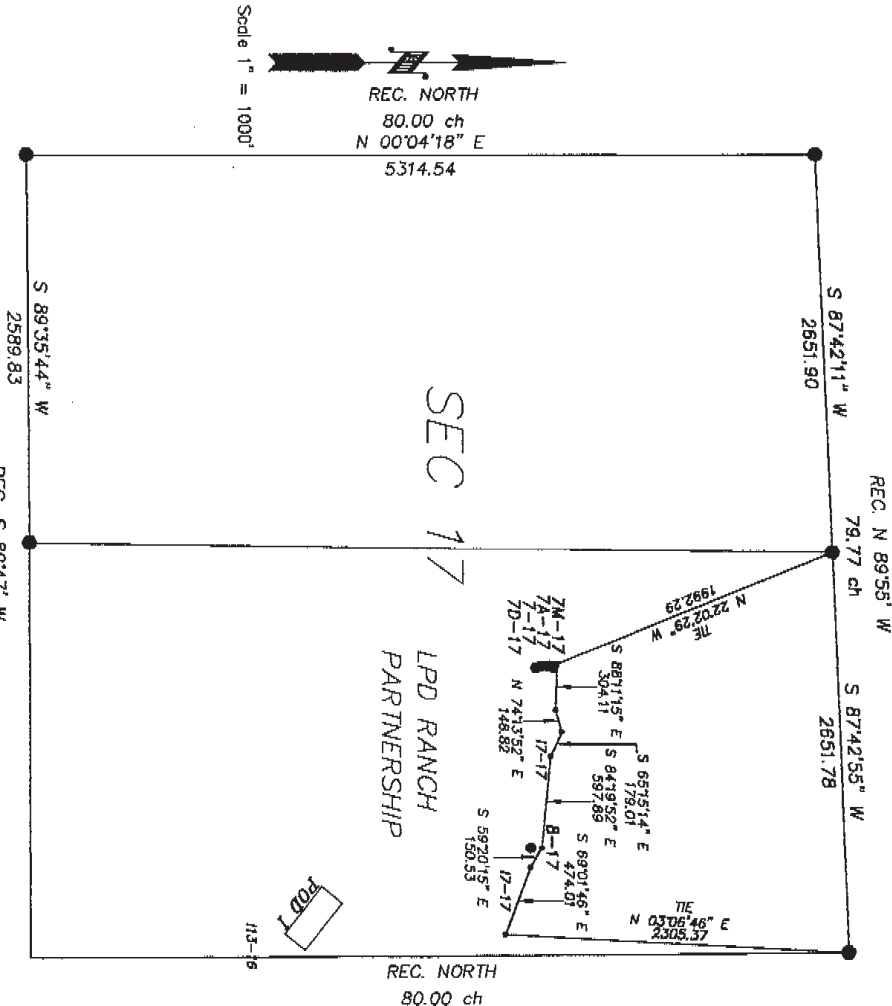 Scale 1" = 1000'
REC. NORTH
80.00 ch
N 00°04'18" E
5314.54
S 87°42'11" W
2651.90
REC. N 89°55' W
79.77 ch
S 87°42'55" W
2651.78
S 89°35'44" W
2589.83
SEC 17
LPD RANCH
PARTNERSHIP
TIE
N 22°02'29" W
1992.29
7M-17
7A-17
7-17
7D-17
S 88°11'15" E
304.11
N 74°13'52" E
148.82
17-17
S 65°15'14" E
179.01
S 84°19'52" E
597.89
8-17
S 59°20'15" E
150.53
S 69°01'46" E
474.01
17-17
TIE
N 03°06'46" E
2305.37
POD 1
REC. NORTH
80.00 ch